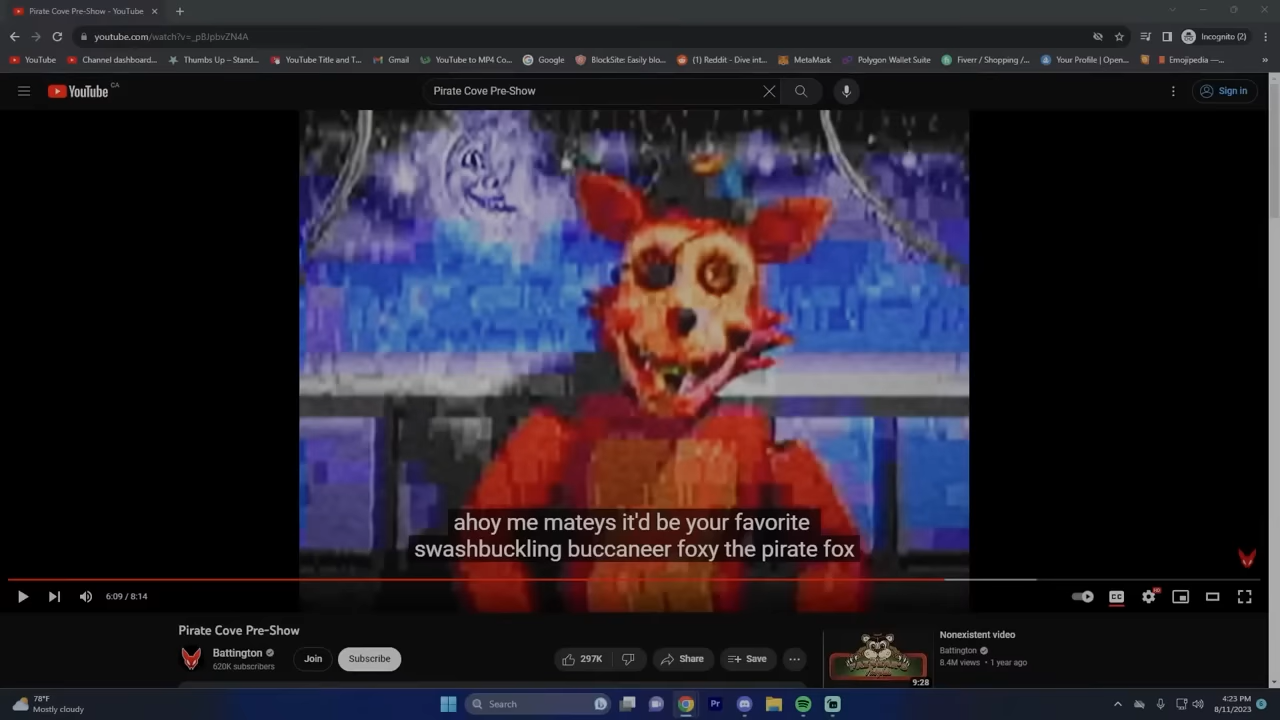 Pirate Cove Pre-Show - YouTube
youtube.com/watch?v=_pBJpbvZN4A
Incognito (2)
YouTube
Channel dashboard...
Thumbs Up – Stand...
YouTube Title and T...
Gmail
YouTube to MP4 Co...
Google
BlockSite: Easily blo...
(1) Reddit - Dive int...
MetaMask
Polygon Wallet Suite
Fiverr / Shopping /...
Your Profile | Open...
Emojipedia —...
YouTube CA
Pirate Cove Pre-Show
Sign in
ahoy me mateys it'd be your favorite
swashbuckling buccaneer foxy the pirate fox
6:09 / 8:14
CC
HD
Pirate Cove Pre-Show
Battington
620K subscribers
Join
Subscribe
297K
Share
Save
Nonexistent video
Battington
8.4M views • 1 year ago
9:28
78°F
Mostly cloudy
Search
Pr
4:23 PM
8/11/2023